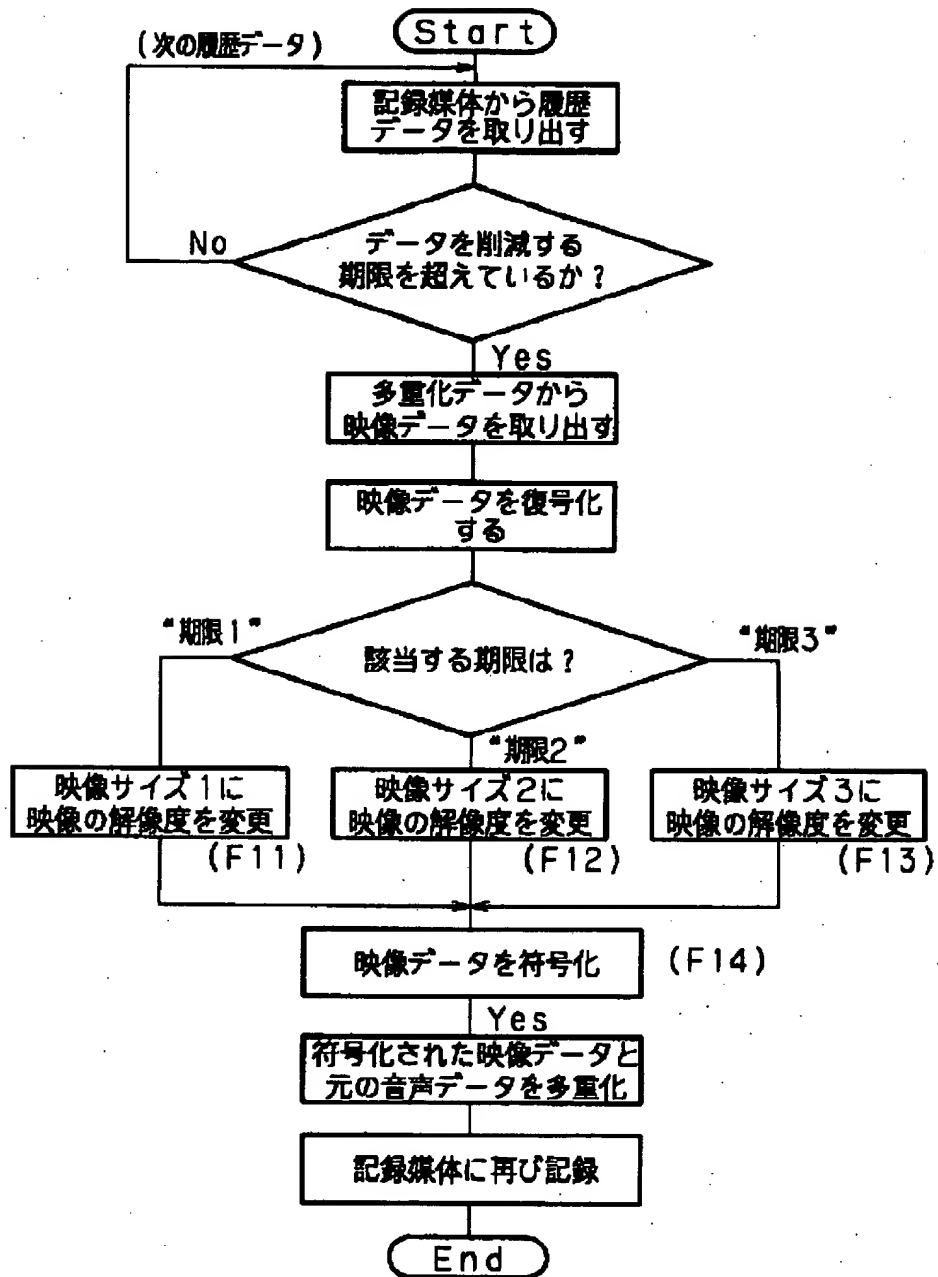 Start
(次の履歴データ)
記録媒体から履歴
データを取り出す
No
データを削減する
期限を超えているか?
Yes
多重化データから
映像データを取り出す
映像データを復号化
する
“期限1”
該当する期限は?
“期限3”
“期限2”
映像サイズ1に
映像の解像度を変更
(F11)
映像サイズ2に
映像の解像度を変更
(F12)
映像サイズ3に
映像の解像度を変更
(F13)
映像データを符号化
(F14)
Yes
符号化された映像データと
元の音声データを多重化
記録媒体に再び記録
End